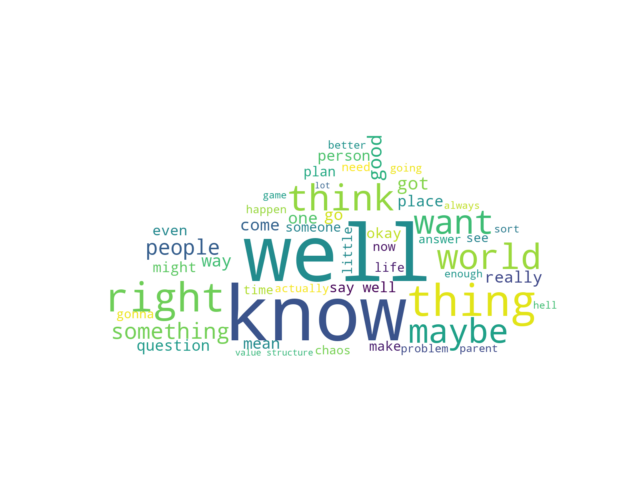 better
person
good
plan
need
going
lot
game
think
got
place
always
happen
one
go
come
someone
want
sort
even
people
well
little
okay
now
answer
see
world
might
way
life
enough
really
time
actually
say well
right
know
thing
hell
gonna
something
maybe
question
mean
value structure
chaos
make
problem
parent